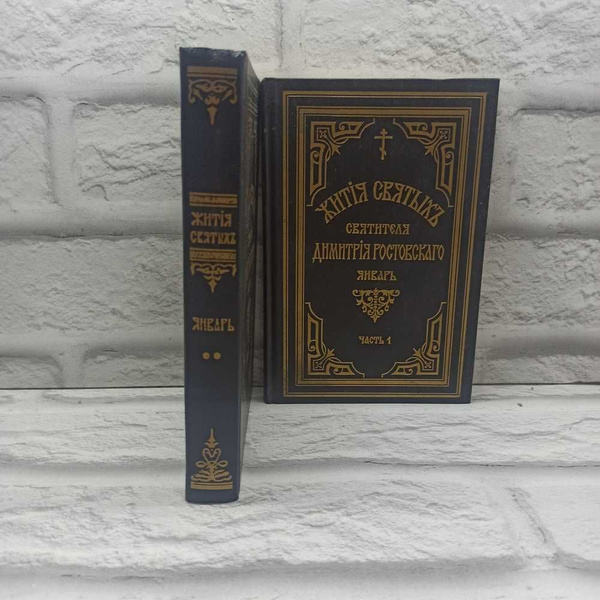 ЖИТІЯ
СВЯТЫХЪ
ЯНВАРЬ
ЖИТІЯ СВЯТЫХЪ
СВЯТИТЕЛЯ
ДИМИТРІЯ РОСТОВСКАГО
ЯНВАРЬ
ЧАСТЬ 1